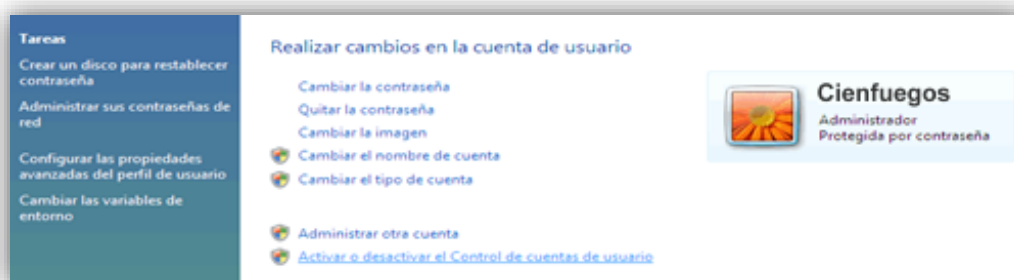 Tareas
Crear un disco para restablecer
contraseña
Administrar sus contraseñas de
red
Configurar las propiedades
avanzadas del perfil de usuario
Cambiar las variables de
entorno
Realizar cambios en la cuenta de usuario
Cambiar la contraseña
Quitar la contraseña
Cambiar la imagen
Cambiar el nombre de cuenta
Cambiar el tipo de cuenta
Administrar otra cuenta
Activar o desactivar el Control de cuentas de usuario
Cienfuegos
Administrador
Protegida por contraseña